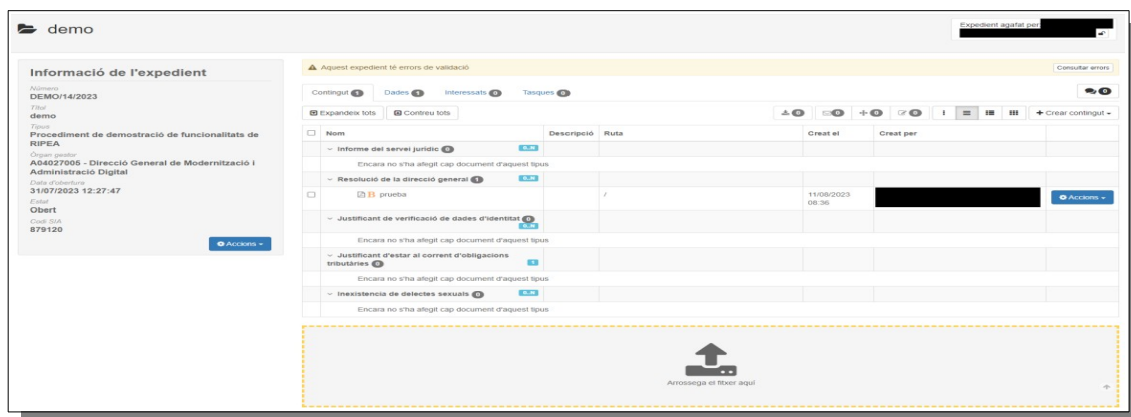 demo
Expedient agafat per
Informació de l'expedient
Número
DEMO/14/2023
Títol
demo
Tipus
Procediment de demostració de funcionalitats de
RIPEA
Òrgan gestor
A04027005 - Direcció General de Modernització i
Administració Digital
Data d'obertura
31/07/2023 12:27:47
Estat
Obert
Codi SIA
879120
Accions
Aquest expedient té errors de validació
Consultar errors
Contingut 1 Dades 1 Interessats 0 Tasques 0
0
Expandeix tots Contreu tots
0 0 0 0 Crear contingut
Nom Descripció Ruta Creat el Creat per
Informe del servei jurídic 0 0..N
Encara no s'ha afegit cap document d'aquest tipus
Resolució de la direcció general 1 0..N
B prueba / 11/08/2023
08:36
Accions
Justificant de verificació de dades d'identitat 0
0..N
Encara no s'ha afegit cap document d'aquest tipus
Justificant d'estar al corrent d'obligacions
tributàries 0 1
Encara no s'ha afegit cap document d'aquest tipus
Inexistencia de delectes sexuals 0 0..N
Encara no s'ha afegit cap document d'aquest tipus
Arrossega el fitxer aquí